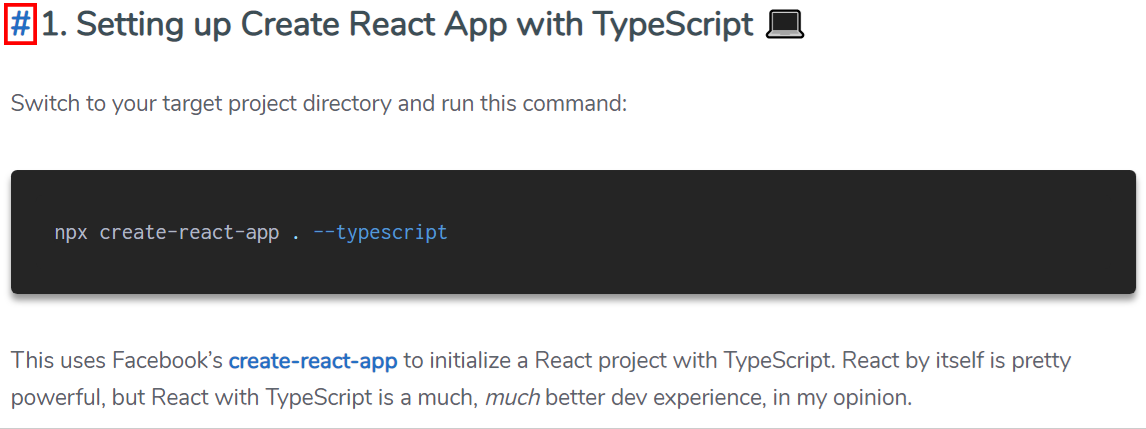 # 1. Setting up Create React App with TypeScript 💻
Switch to your target project directory and run this command:
npx create-react-app . --typescript
This uses Facebook’s create-react-app to initialize a React project with TypeScript. React by itself is pretty
powerful, but React with TypeScript is a much, much better dev experience, in my opinion.